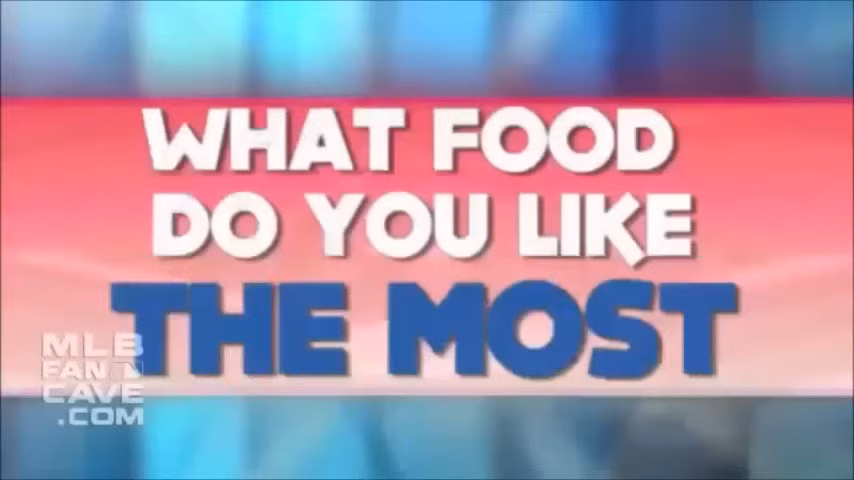 WHAT FOOD
DO YOU LIKE
THE MOST
MLB
FAN
CAVE
.COM